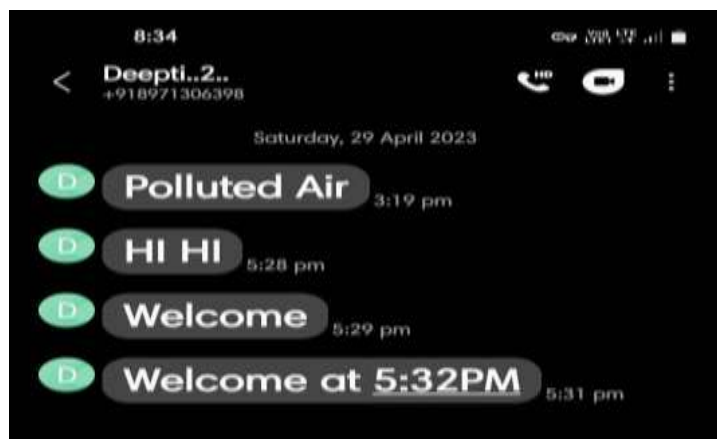 8:34
Deepti..2..
+918971306398
HD
Saturday, 29 April 2023
D
Polluted Air
3:19 pm
D
HI HI
5:28 pm
D
Welcome
5:29 pm
D
Welcome at 5:32PM
5:31 pm